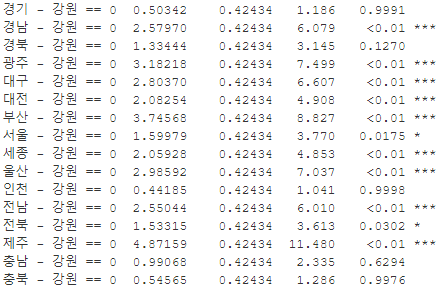 경기 - 강원 == 0 0.50342 0.42434 1.186 0.9991
경남 - 강원 == 0 2.57970 0.42434 6.079 <0.01 ***
경북 - 강원 == 0 1.33444 0.42434 3.145 0.1270
광주 - 강원 == 0 3.18218 0.42434 7.499 <0.01 ***
대구 - 강원 == 0 2.80370 0.42434 6.607 <0.01 ***
대전 - 강원 == 0 2.08254 0.42434 4.908 <0.01 ***
부산 - 강원 == 0 3.74568 0.42434 8.827 <0.01 ***
서울 - 강원 == 0 1.59979 0.42434 3.770 0.0175 *
세종 - 강원 == 0 2.05928 0.42434 4.853 <0.01 ***
울산 - 강원 == 0 2.98592 0.42434 7.037 <0.01 ***
인천 - 강원 == 0 0.44185 0.42434 1.041 0.9998
전남 - 강원 == 0 2.55044 0.42434 6.010 <0.01 ***
전북 - 강원 == 0 1.53315 0.42434 3.613 0.0302 *
제주 - 강원 == 0 4.87159 0.42434 11.480 <0.01 ***
충남 - 강원 == 0 0.99068 0.42434 2.335 0.6294
충북 - 강원 == 0 0.54565 0.42434 1.286 0.9976